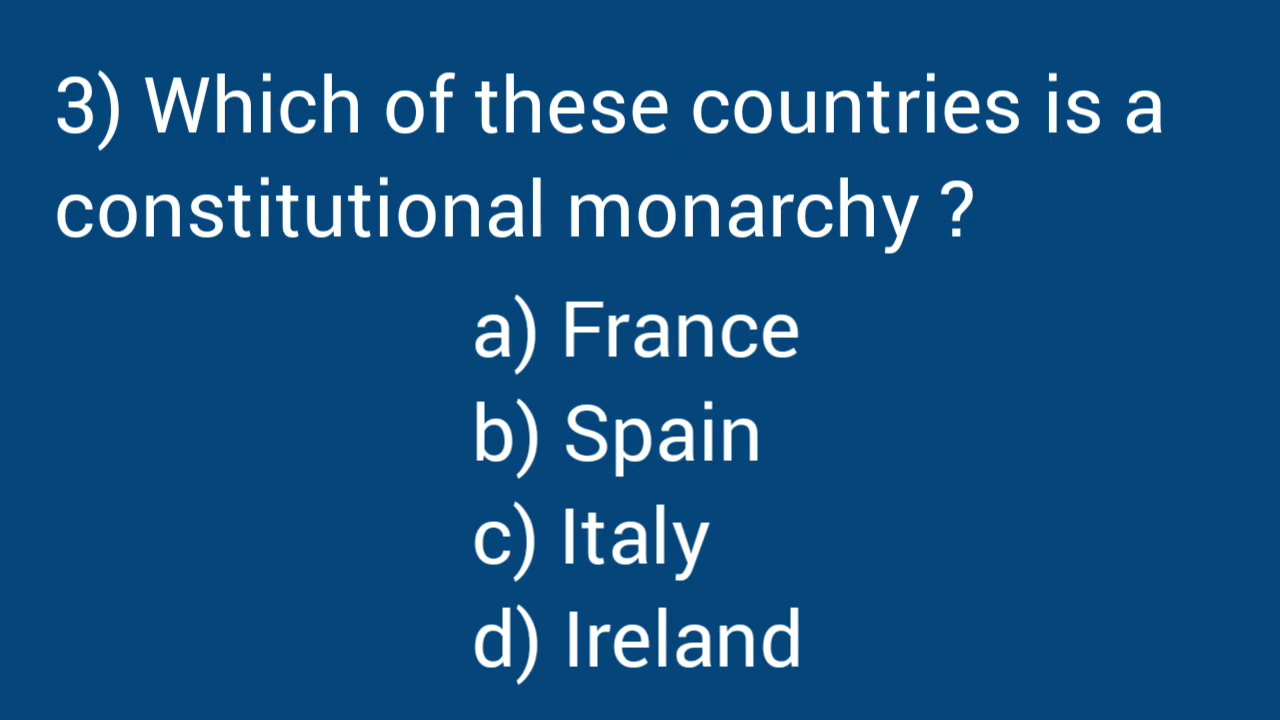 3) Which of these countries is a
constitutional monarchy ?
a) France
b) Spain
c) Italy
d) Ireland